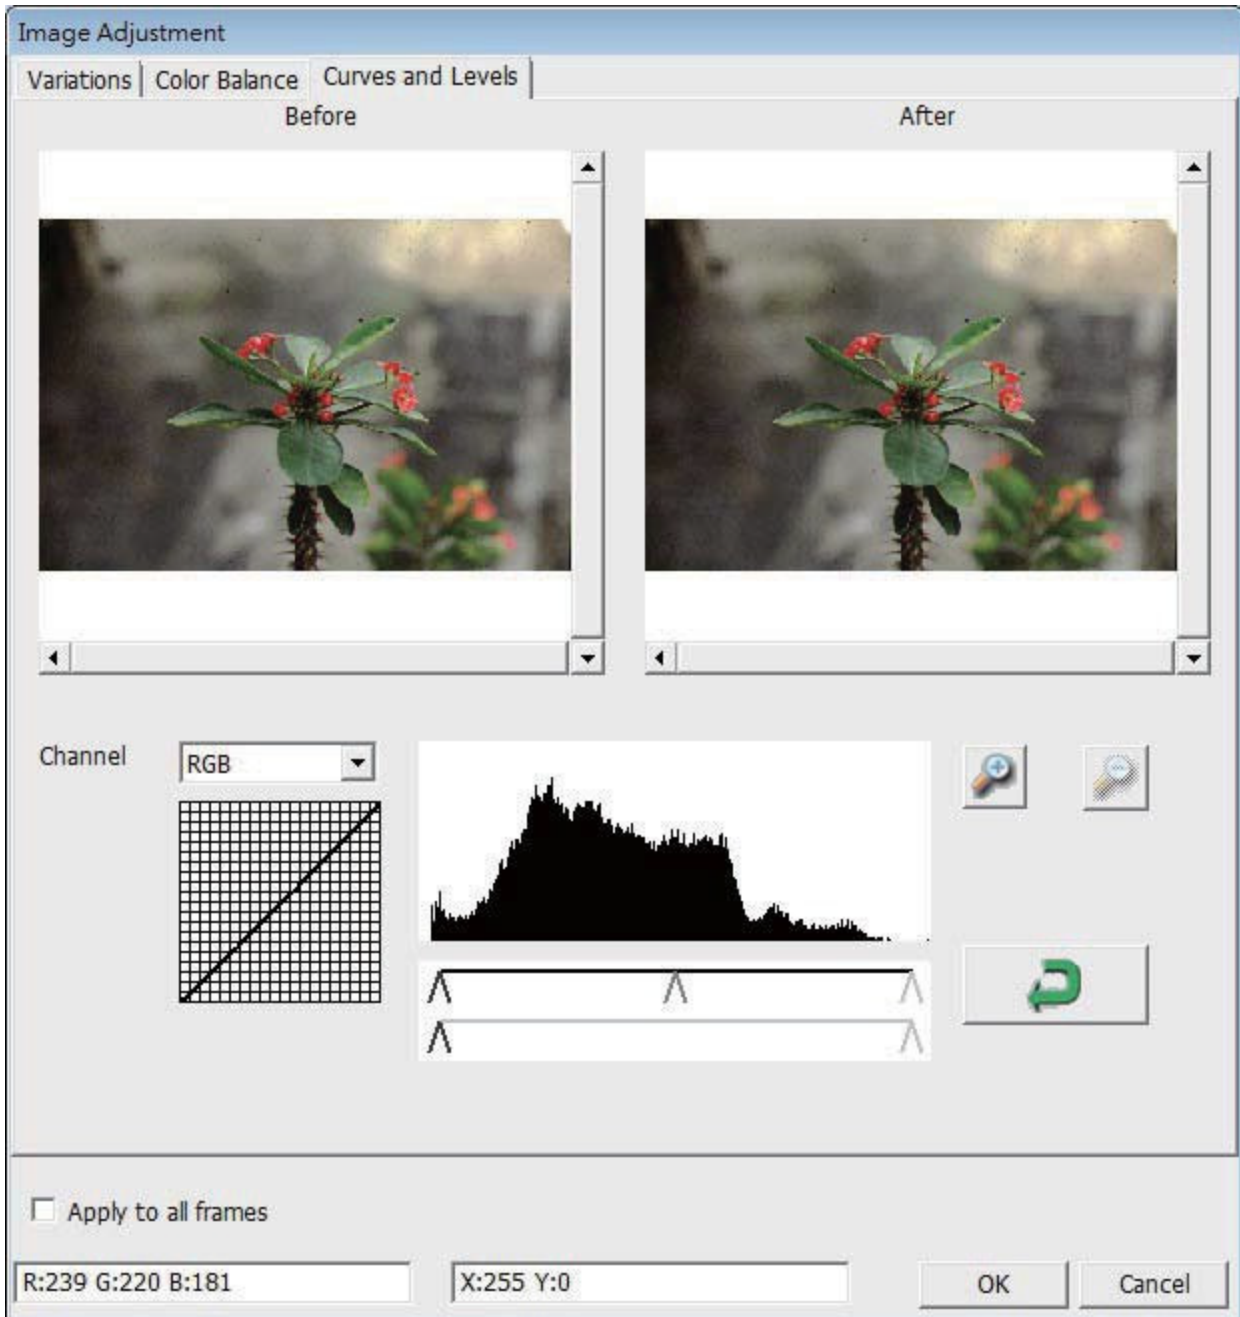 Image Adjustment
Variations
Color Balance
Curves and Levels
Before
After
Channel
RGB
Apply to all frames
R:239 G:220 B:181
X:255 Y:0
OK
Cancel